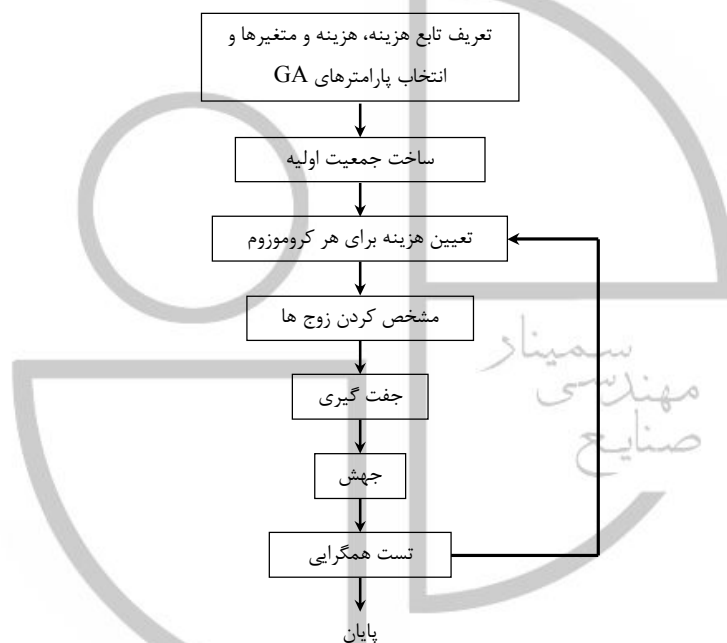 تعریف تابع هزینه، هزینه و متغیرها و
انتخاب پارامترهای GA
ساخت جمعیت اولیه
تعیین هزینه برای هر کروموزوم
مشخص کردن زوج ها
جفت گیری
جهش
تست همگرایی
پایان
سمینار
مهندسی
صنایع